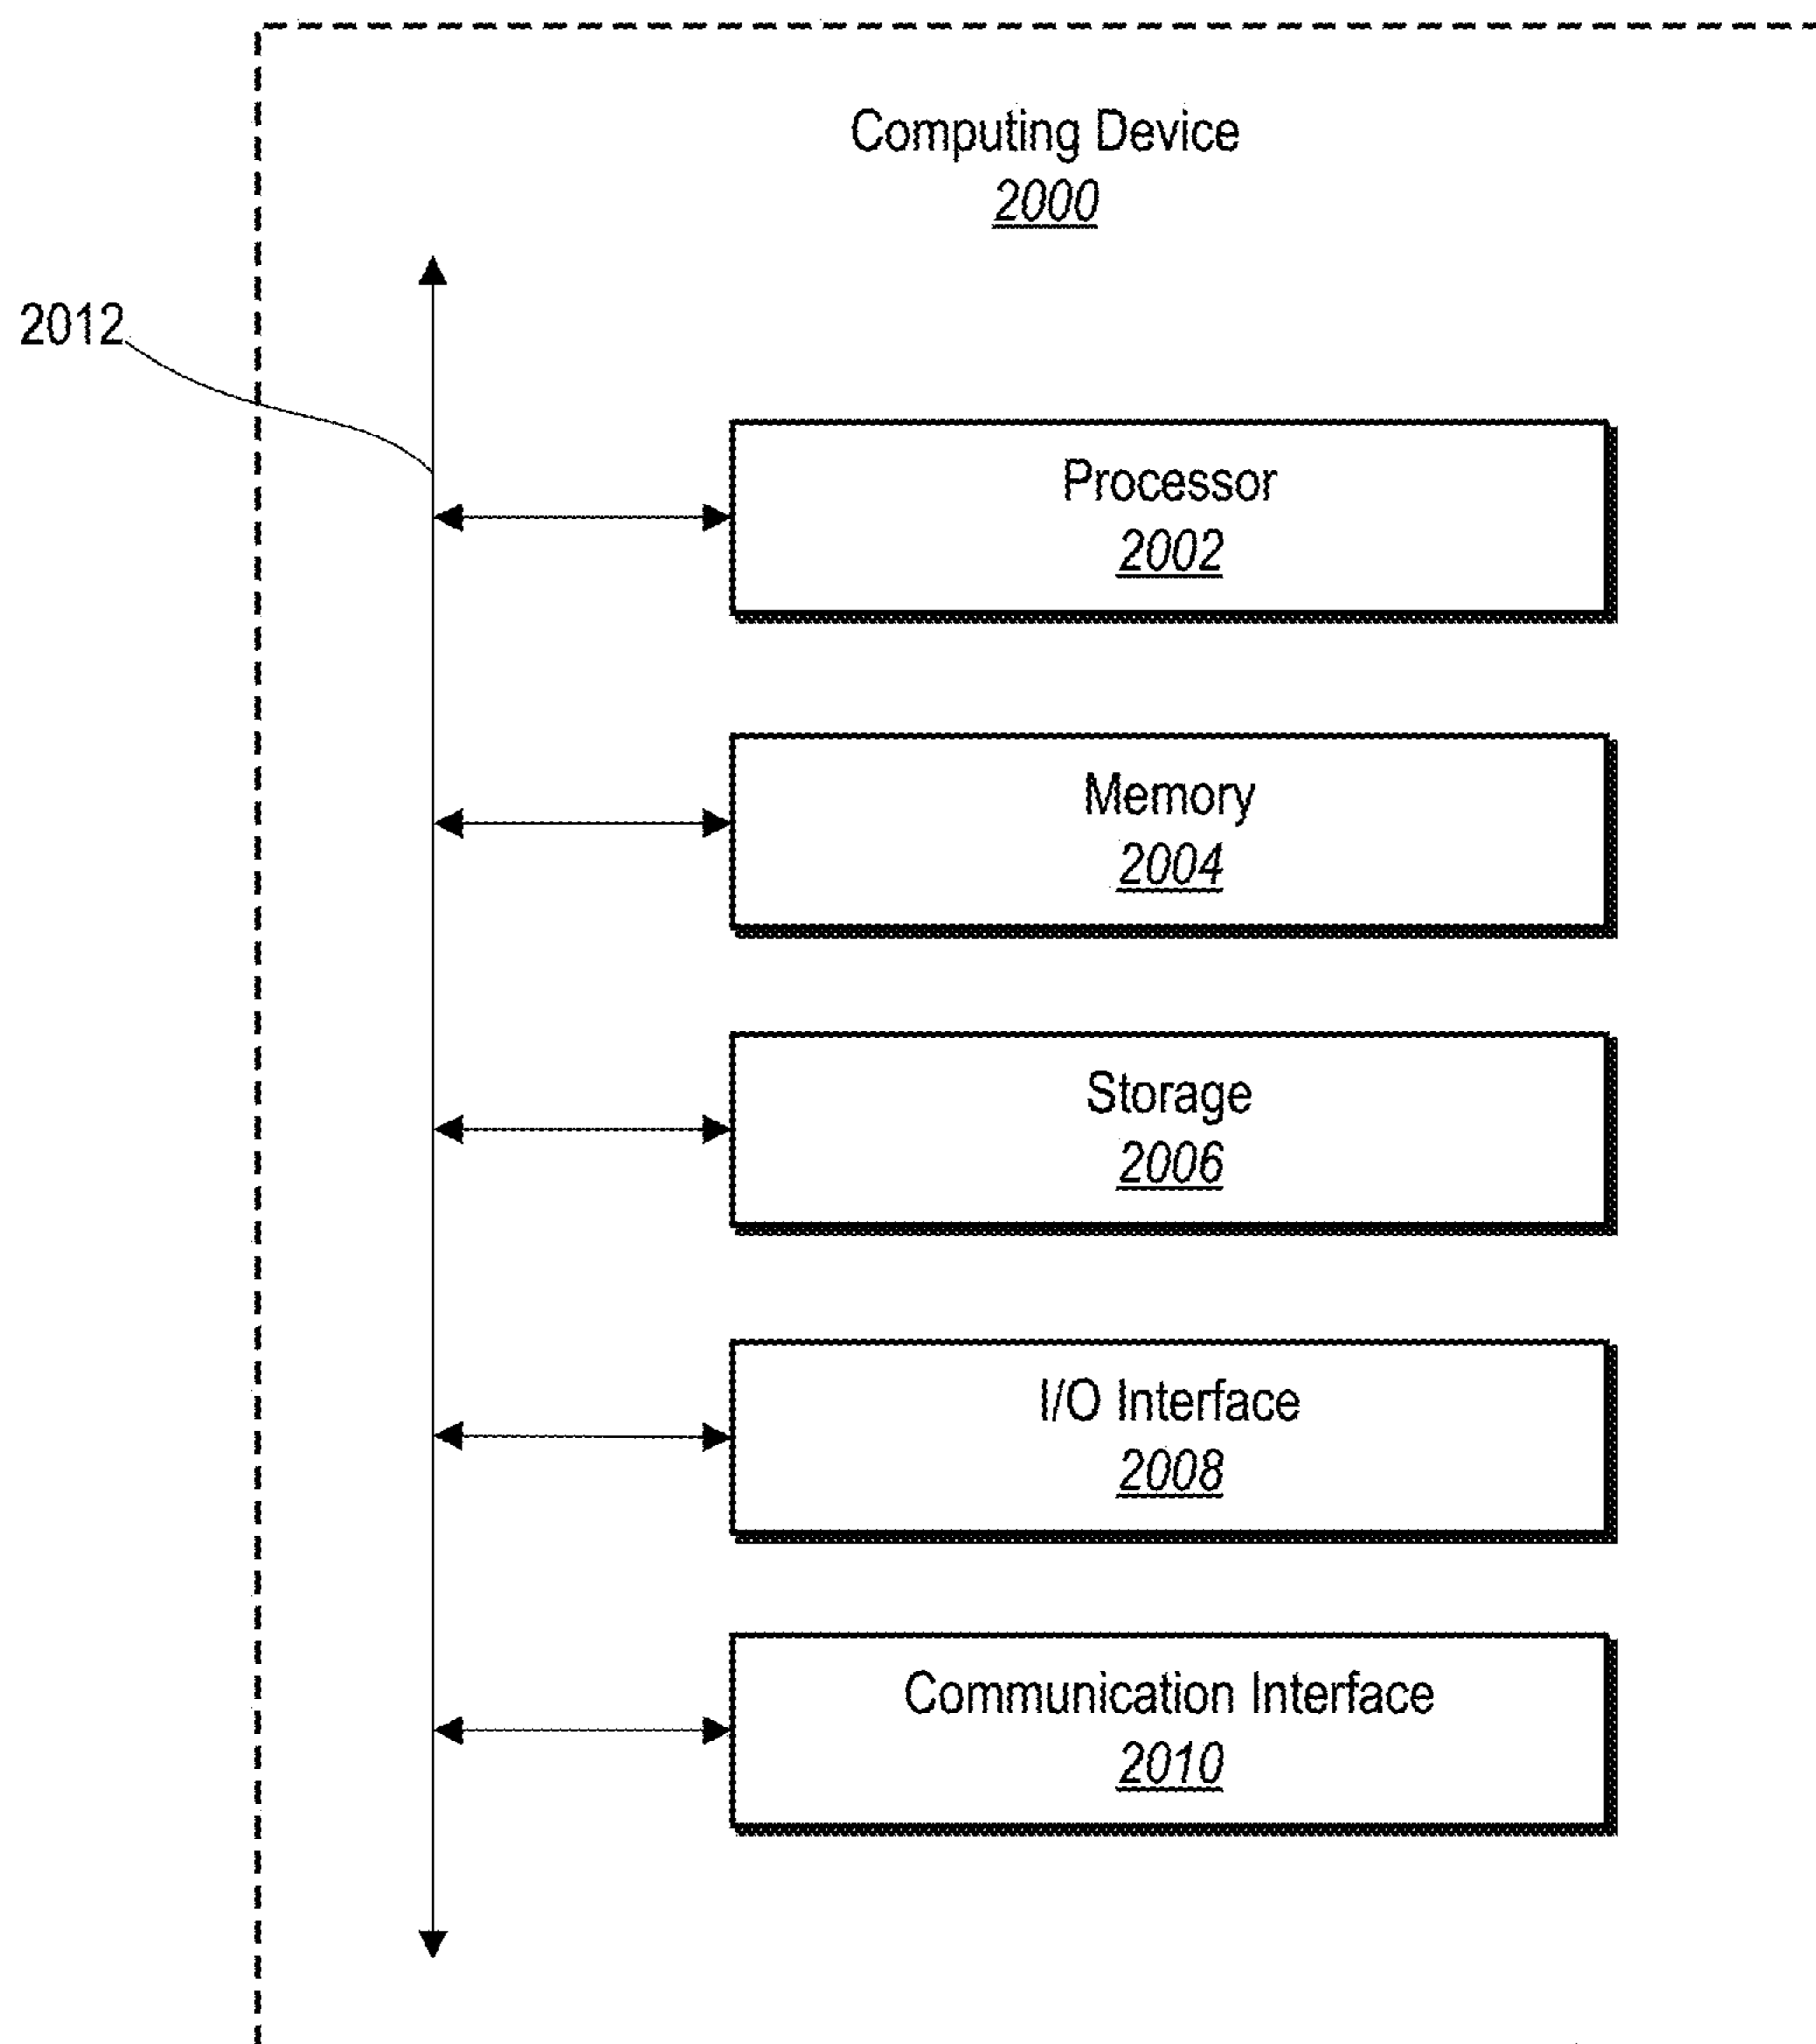 Computing Device
2000
2012
Processor
2002
Memory
2004
Storage
2006
I/O Interface
2008
Communication Interface
2010